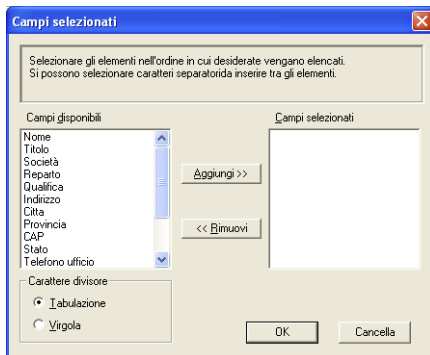 Campi selezionati
Selezionare gli elementi nell'ordine in cui desiderate vengano elencati.
Si possono selezionare caratteri separatorida inserire tra gli elementi.
Campi disponibili
Nome
Titolo
Società
Reparto
Qualifica
Indirizzo
Citta
Provincia
CAP
Stato
Telefono ufficio
Aggiungi >>
<< Rimuovi
Campi selezionati
Carattere divisore
Tabulazione
Virgola
OK
Cancella